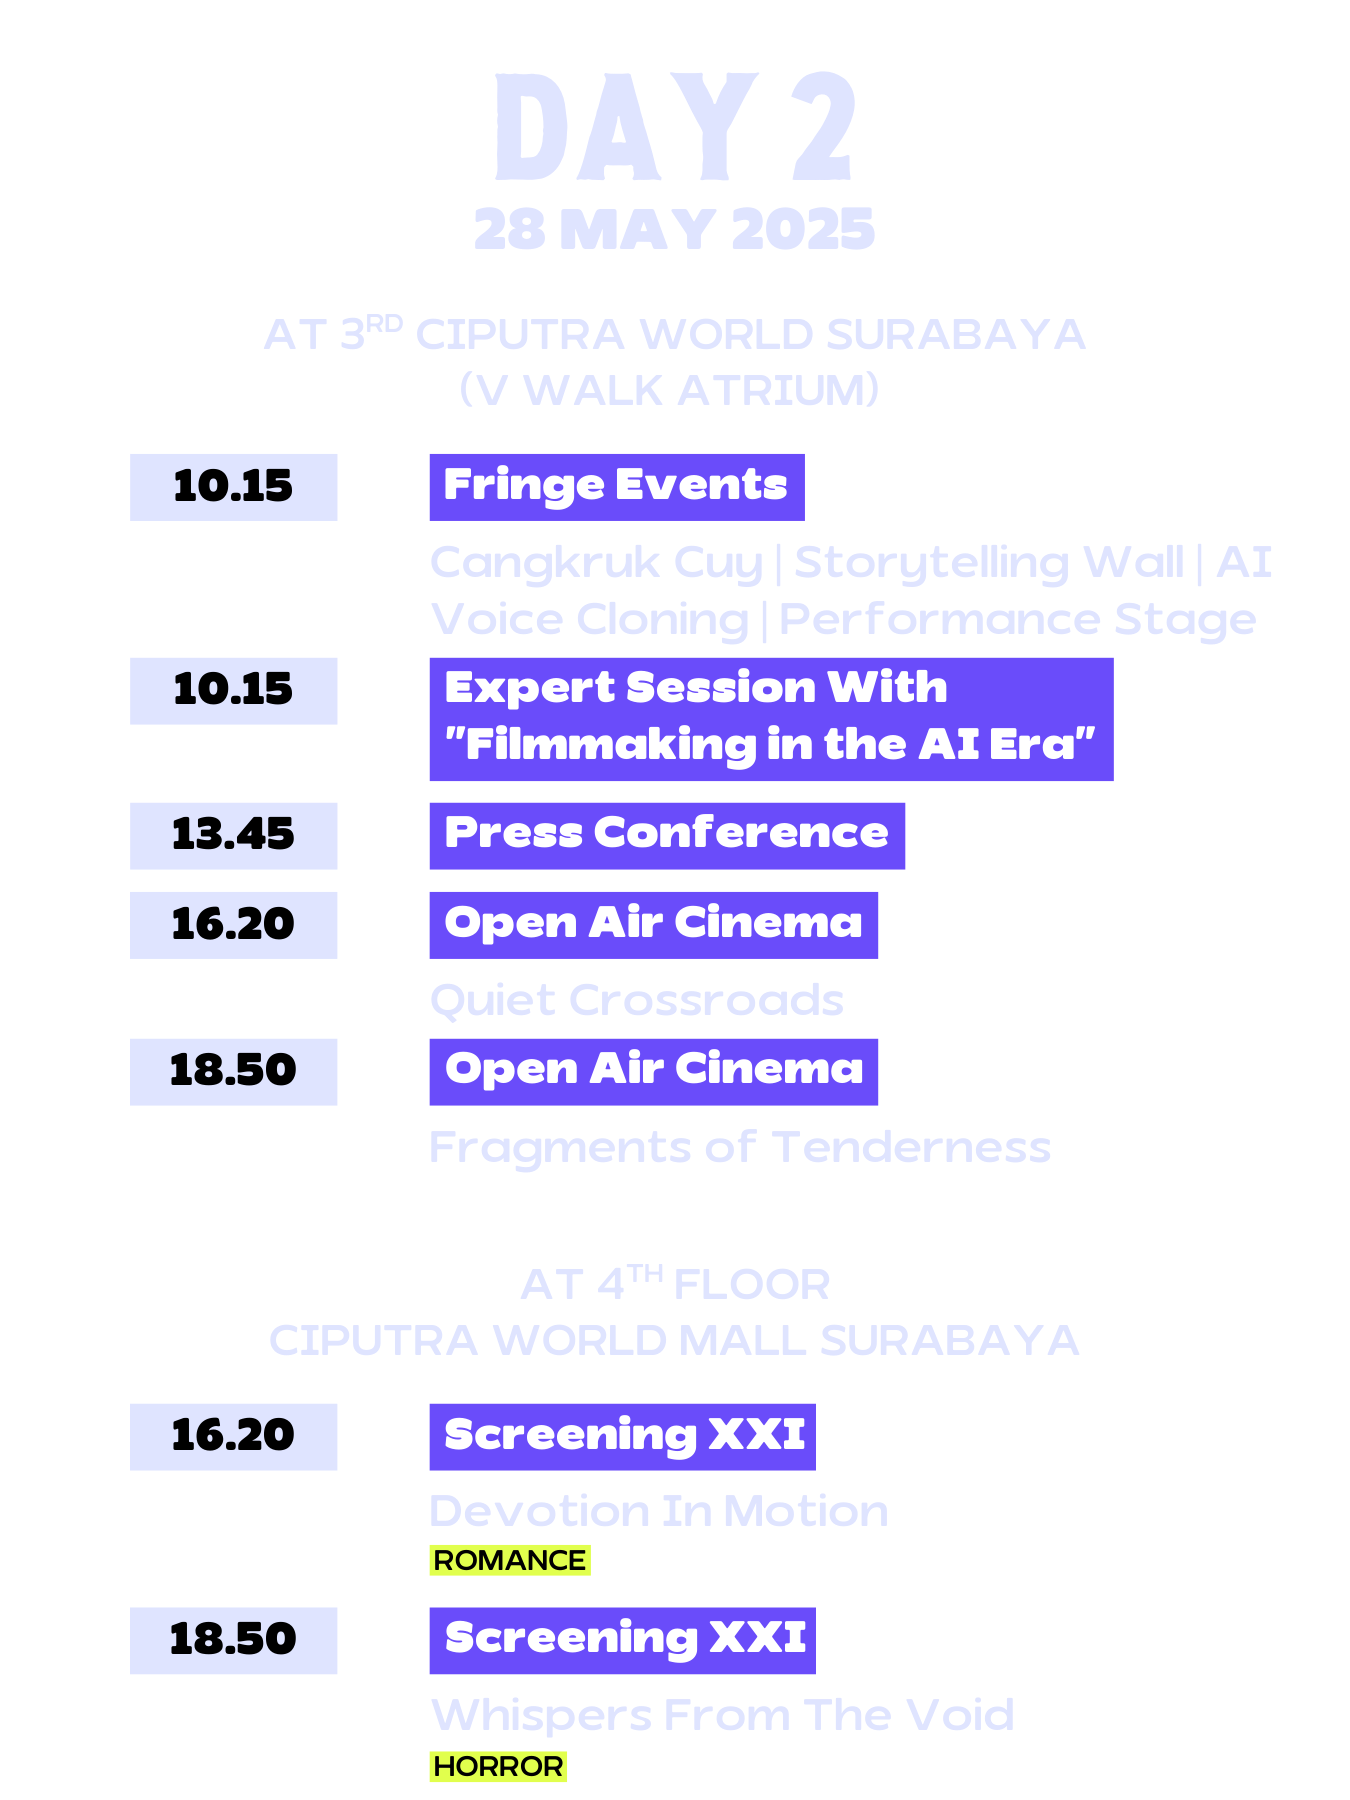 DAY 2
28 MAY 2025
AT 3RD CIPUTRA WORLD SURABAYA
(V WALK ATRIUM)
10.15 Fringe Events
Cangkruk Cuy | Storytelling Wall | AI
Voice Cloning | Performance Stage
10.15 Expert Session With
"Filmmaking in the AI Era"
13.45 Press Conference
16.20 Open Air Cinema
Quiet Crossroads
18.50 Open Air Cinema
Fragments of Tenderness
AT 4TH FLOOR
CIPUTRA WORLD MALL SURABAYA
16.20 Screening XXI
Devotion In Motion
ROMANCE
18.50 Screening XXI
Whispers From The Void
HORROR